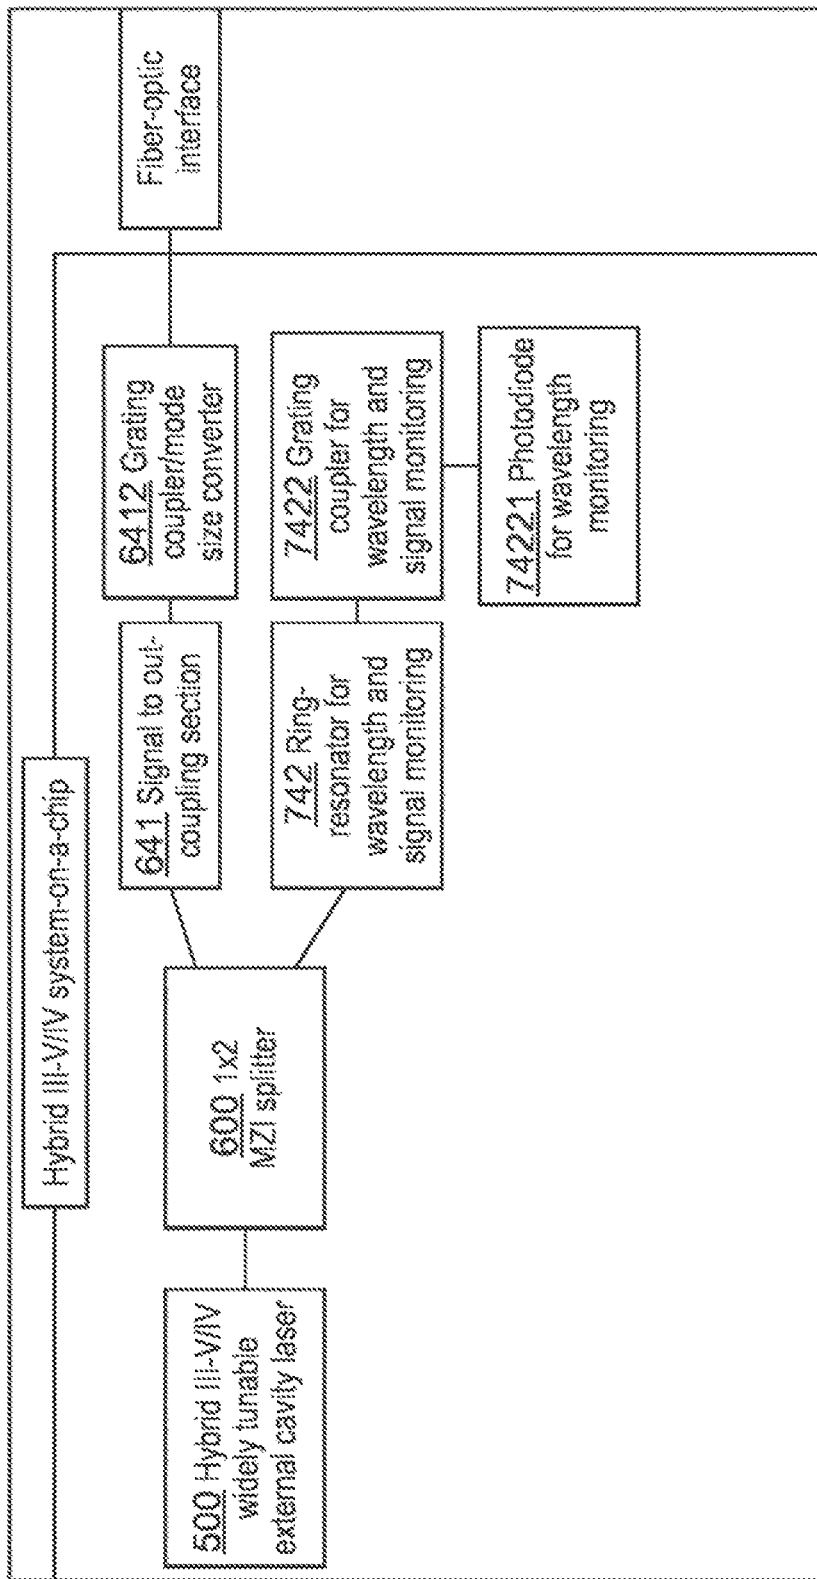 Hybrid III-V/IV system-on-a-chip
500 Hybrid III-V/IV
widely tunable
external cavity laser
600 1x2
MZI splitter
641 Signal to out-
coupling section
6412 Grating
coupler/mode
size converter
Fiber-optic
interface
742 Ring-
resonator for
wavelength and
signal monitoring
7422 Grating
coupler for
wavelength and
signal monitoring
74221 Photodiode
for wavelength
monitoring